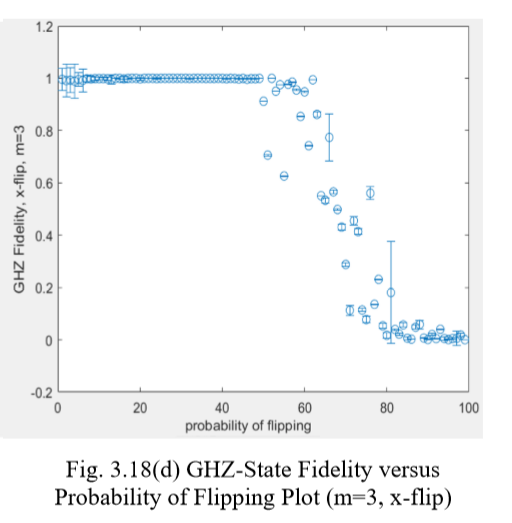 1.2
1
0.8
0.6
0.4
0.2
0
-0.2
GHZ Fidelity, x-flip, m=3
0 20 40 60 80 100
probability of flipping
Fig. 3.18(d) GHZ-State Fidelity versus
Probability of Flipping Plot (m=3, x-flip)